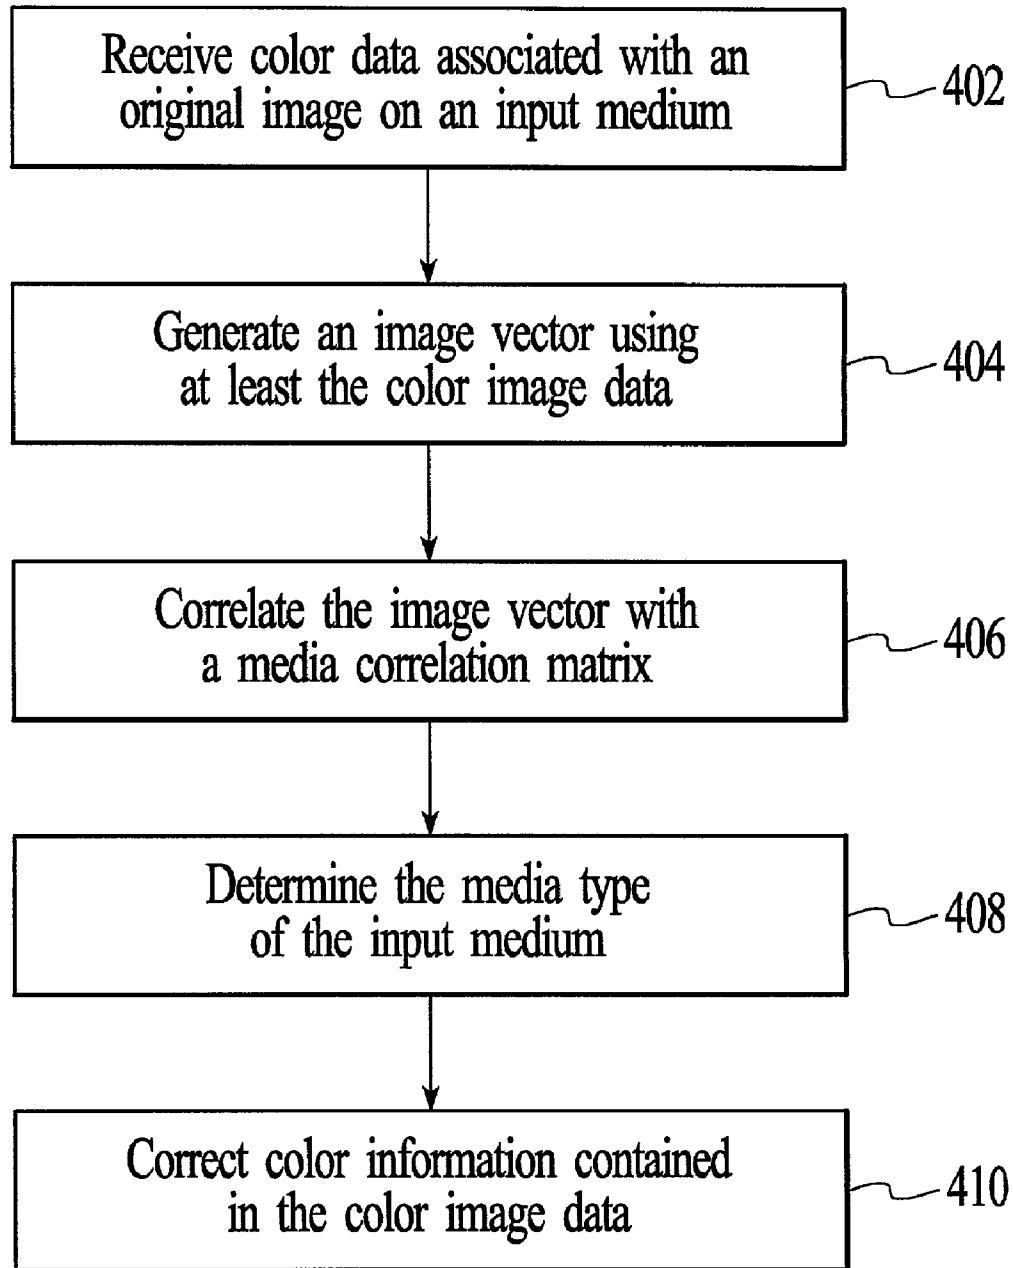 Receive color data associated with an
original image on an input medium
402
Generate an image vector using
at least the color image data
404
Correlate the image vector with
a media correlation matrix
406
Determine the media type
of the input medium
408
Correct color information contained
in the color image data
410